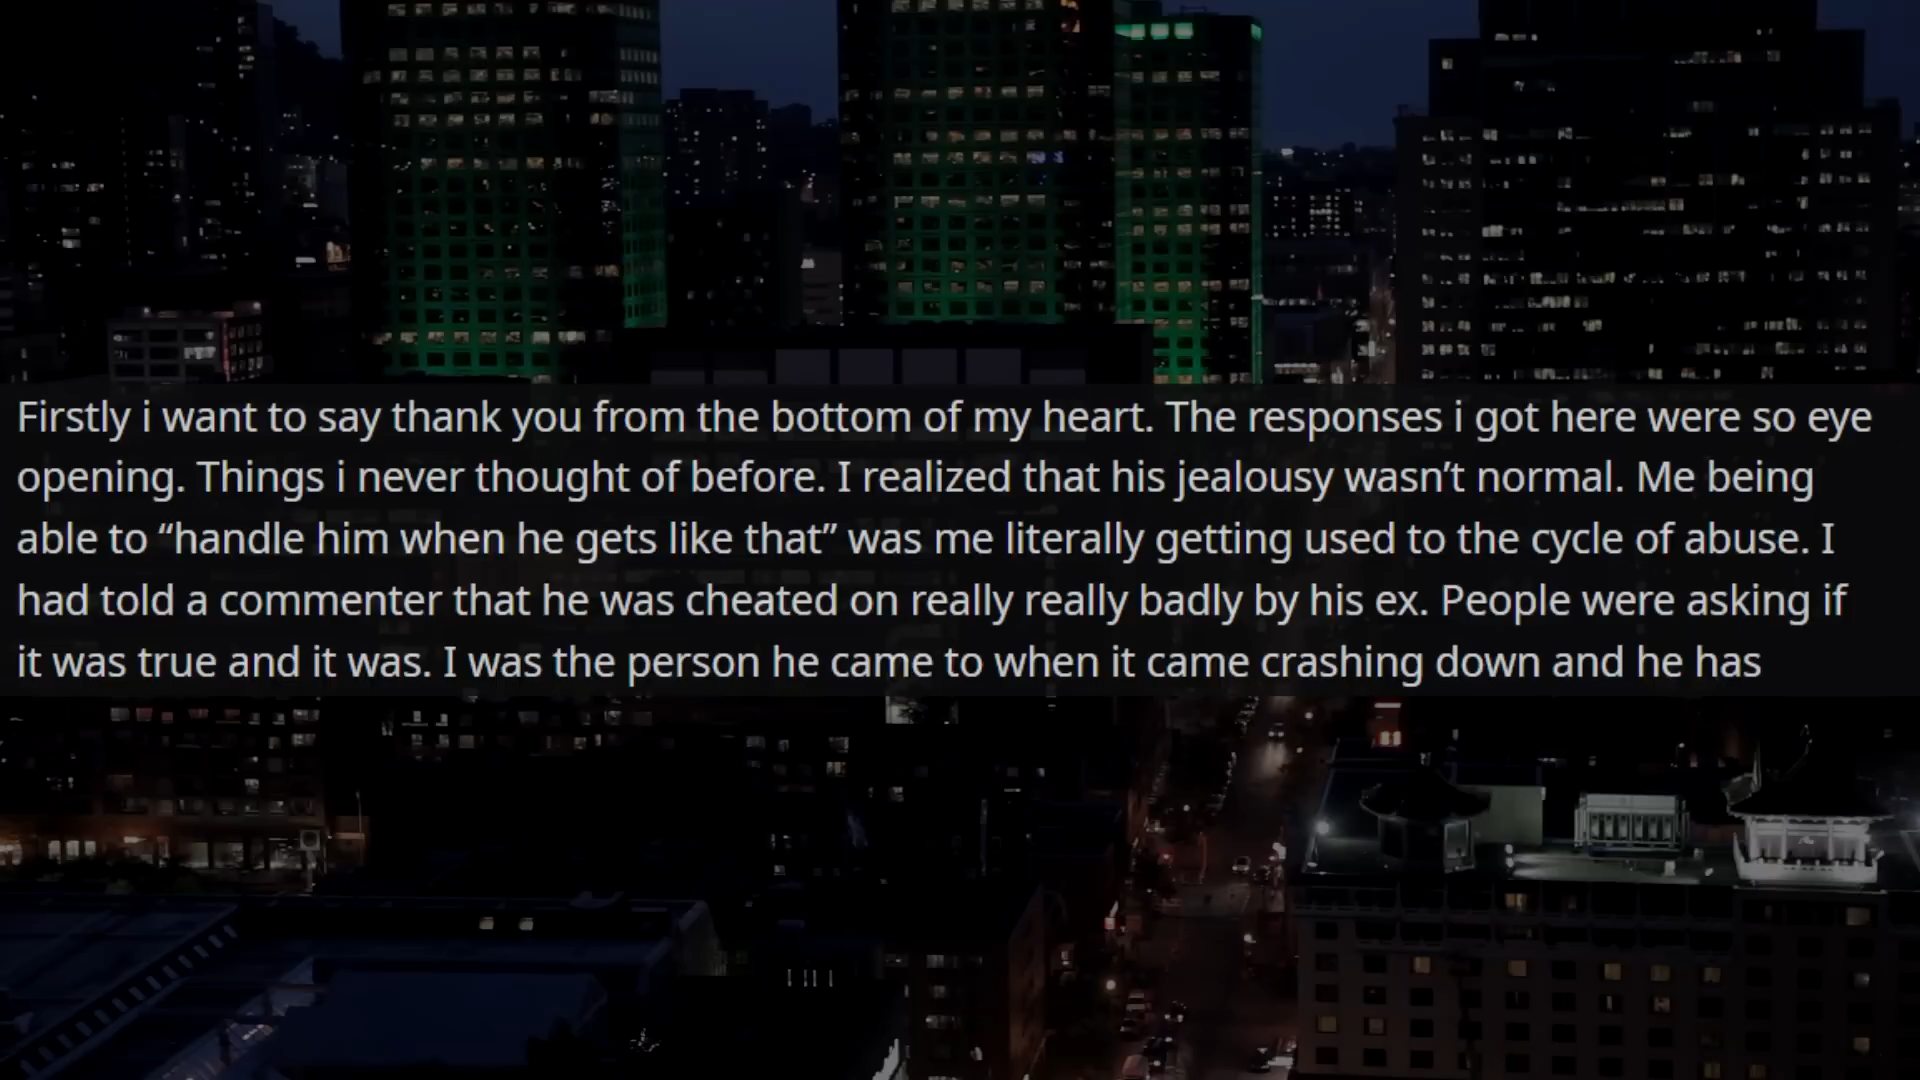 Firstly i want to say thank you from the bottom of my heart. The responses i got here were so eye
opening. Things i never thought of before. I realized that his jealousy wasn’t normal. Me being
able to “handle him when he gets like that” was me literally getting used to the cycle of abuse. I
had told a commenter that he was cheated on really really badly by his ex. People were asking if
it was true and it was. I was the person he came to when it came crashing down and he has